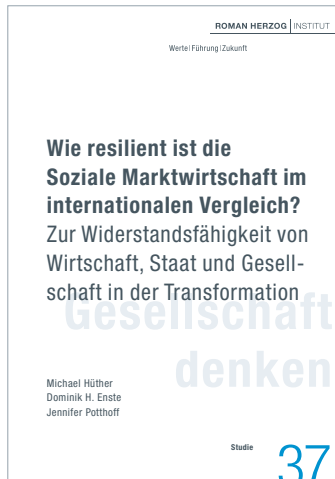 ROMAN HERZOG INSTITUT
Werte|Führung|Zukunft
Wie resilient ist die
Soziale Marktwirtschaft im
internationalen Vergleich?
Zur Widerstandsfähigkeit von
Wirtschaft, Staat und Gesell-
schaft in der Transformation
Gesellschaft
denken
Michael Hüther
Dominik H. Enste
Jennifer Potthoff
Studie
37